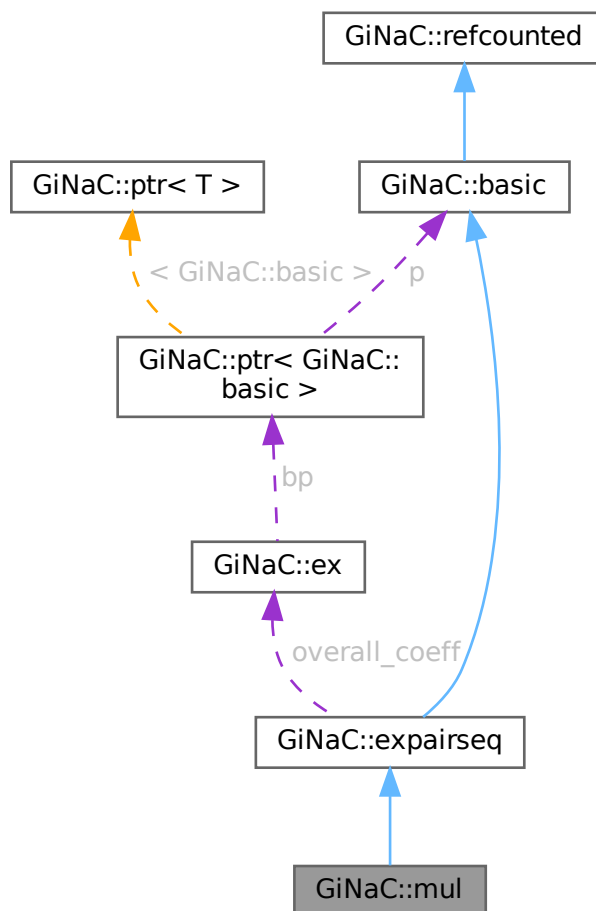 GiNaC::refcounted
GiNaC::ptr< T >
GiNaC::basic
< GiNaC::basic >
p
GiNaC::ptr< GiNaC::
basic >
bp
GiNaC::ex
overall_coeff
GiNaC::expairseq
GiNaC::mul